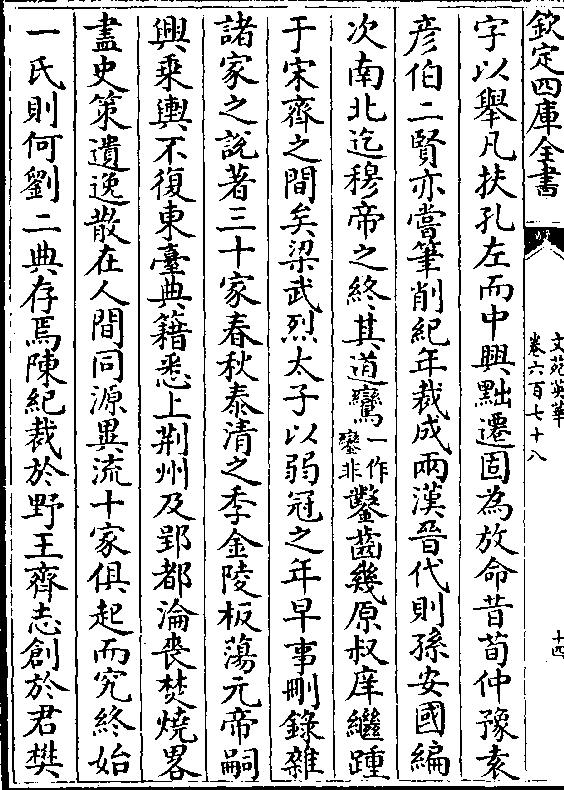 欽定四庫全書
文苑英華
卷六百七十八
十四
字以舉凡扶孔左而中興黜遷固為放命昔荀仲豫袁
彦伯二賢亦嘗筆削紀年裁成兩漢晉代則孫安國編
次南北迄穆帝之終其道鸞一作鑾非鑿齒幾原叔庠繼踵
于宋齊之間矣梁武烈太子以弱冠之年早事刪錄雜
諸家之說著三十家春秋泰清之季金陵板蕩元帝嗣
興乘輿不復東臺典籍悉上荆州及郢都淪喪焚燒畧
盡史策遺逸散在人間同源異流十家俱起而究終始
一氏則何劉二典存焉陳紀裁於野王齊志創於君樊